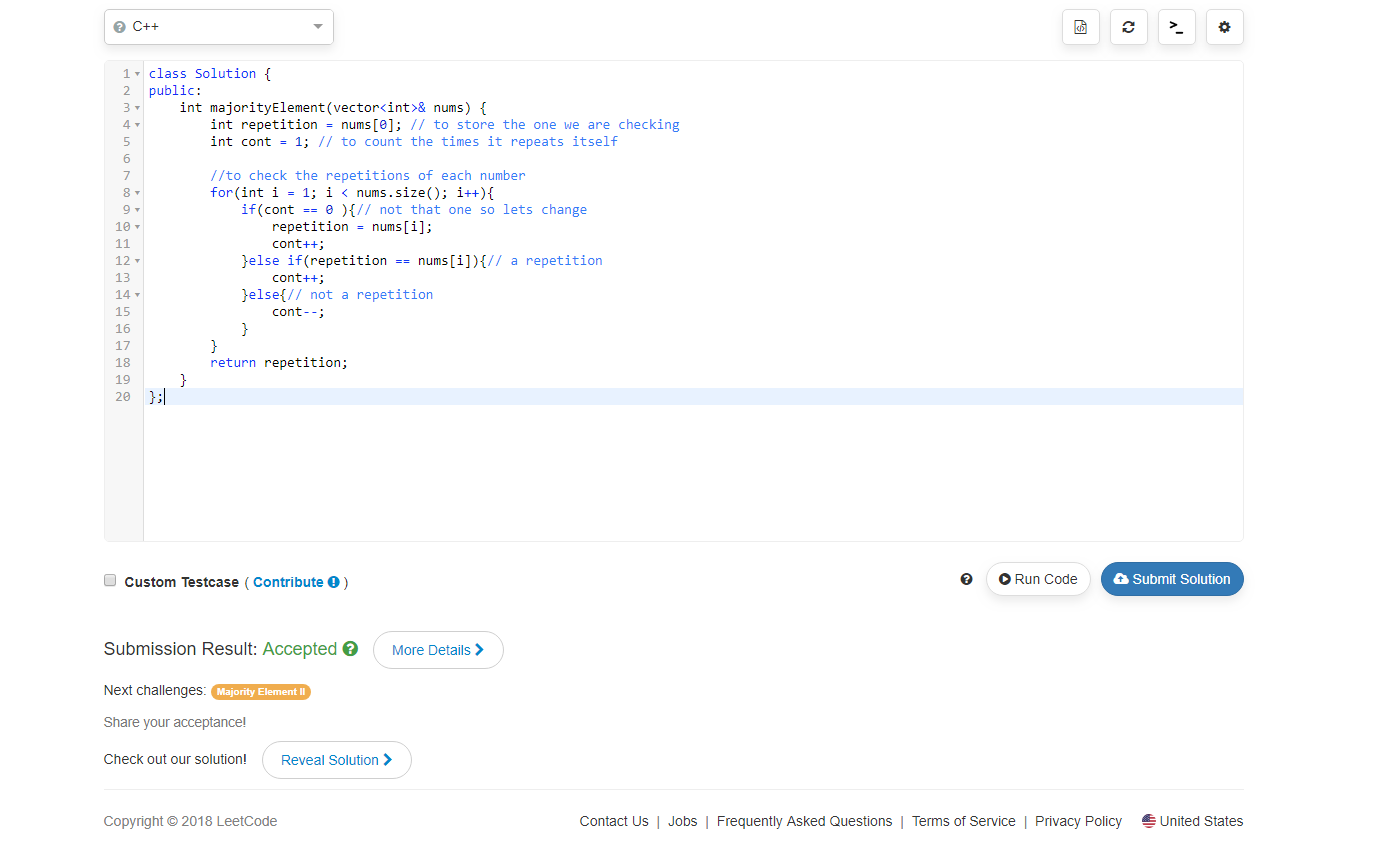 C++
1 class Solution {
2 public:
3     int majorityElement(vector<int>& nums) {
4         int repetition = nums[0]; // to store the one we are checking
5         int cont = 1; // to count the times it repeats itself
6
7         //to check the repetitions of each number
8         for(int i = 1; i < nums.size(); i++){
9             if(cont == 0 ){// not that one so lets change
10                 repetition = nums[i];
11                 cont++;
12             }else if(repetition == nums[i]){// a repetition
13                 cont++;
14             }else{// not a repetition
15                 cont--;
16             }
17         }
18         return repetition;
19     }
20 };
Custom Testcase ( Contribute ) Run Code Submit Solution
Submission Result: Accepted More Details
Next challenges: Majority Element II
Share your acceptance!
Check out our solution! Reveal Solution
Copyright © 2018 LeetCode Contact Us | Jobs | Frequently Asked Questions | Terms of Service | Privacy Policy United States